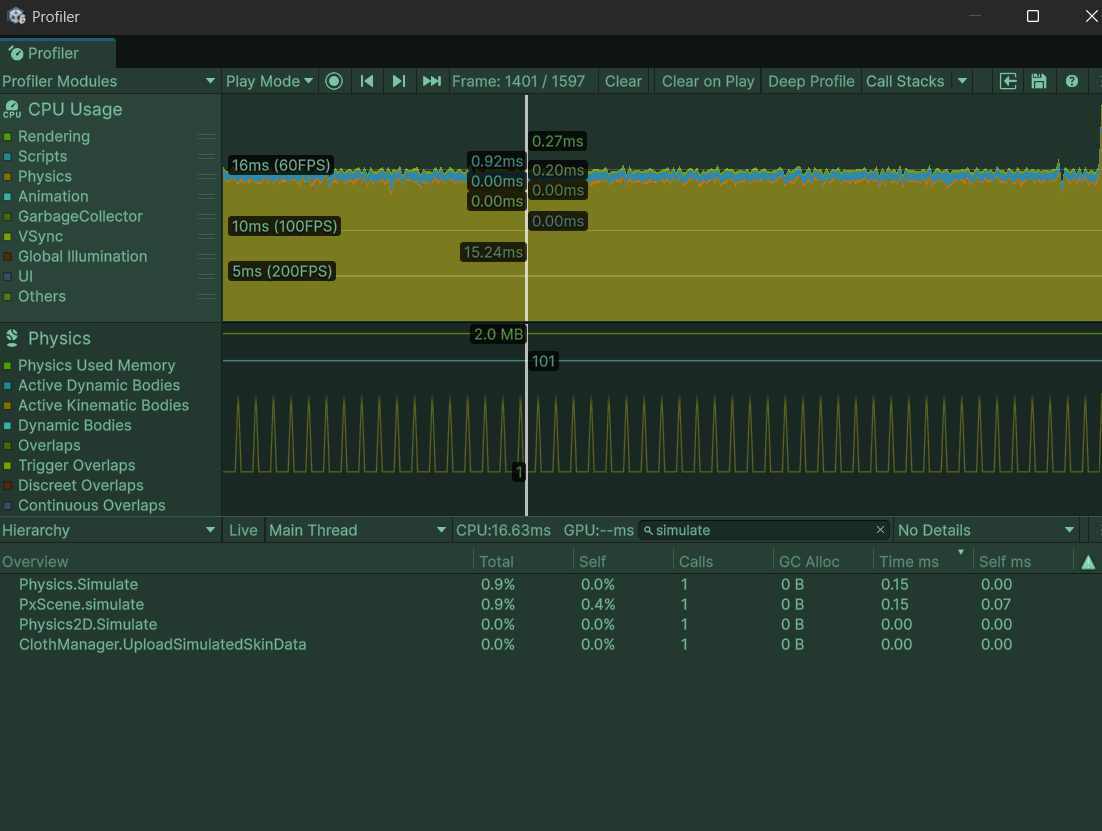 Profiler
Profiler
Profiler Modules Play Mode Frame: 1401 / 1597 Clear Clear on Play Deep Profile Call Stacks
CPU Usage
Rendering
Scripts
Physics
Animation
GarbageCollector
VSync
Global Illumination
UI
Others
0.27ms
16ms (60FPS) 0.92ms 0.20ms
0.00ms 0.00ms
0.00ms
10ms (100FPS) 0.00ms
15.24ms
5ms (200FPS)
Physics
Physics Used Memory
Active Dynamic Bodies
Active Kinematic Bodies
Dynamic Bodies
Overlaps
Trigger Overlaps
Discreet Overlaps
Continuous Overlaps
2.0 MB
101
1
Hierarchy Live Main Thread CPU:16.63ms GPU:--ms simulate No Details
Overview Total Self Calls GC Alloc Time ms Self ms
Physics.Simulate 0.9% 0.0% 1 0 B 0.15 0.00
PxScene.simulate 0.9% 0.4% 1 0 B 0.15 0.07
Physics2D.Simulate 0.0% 0.0% 1 0 B 0.00 0.00
ClothManager.UploadSimulatedSkinData 0.0% 0.0% 1 0 B 0.00 0.00